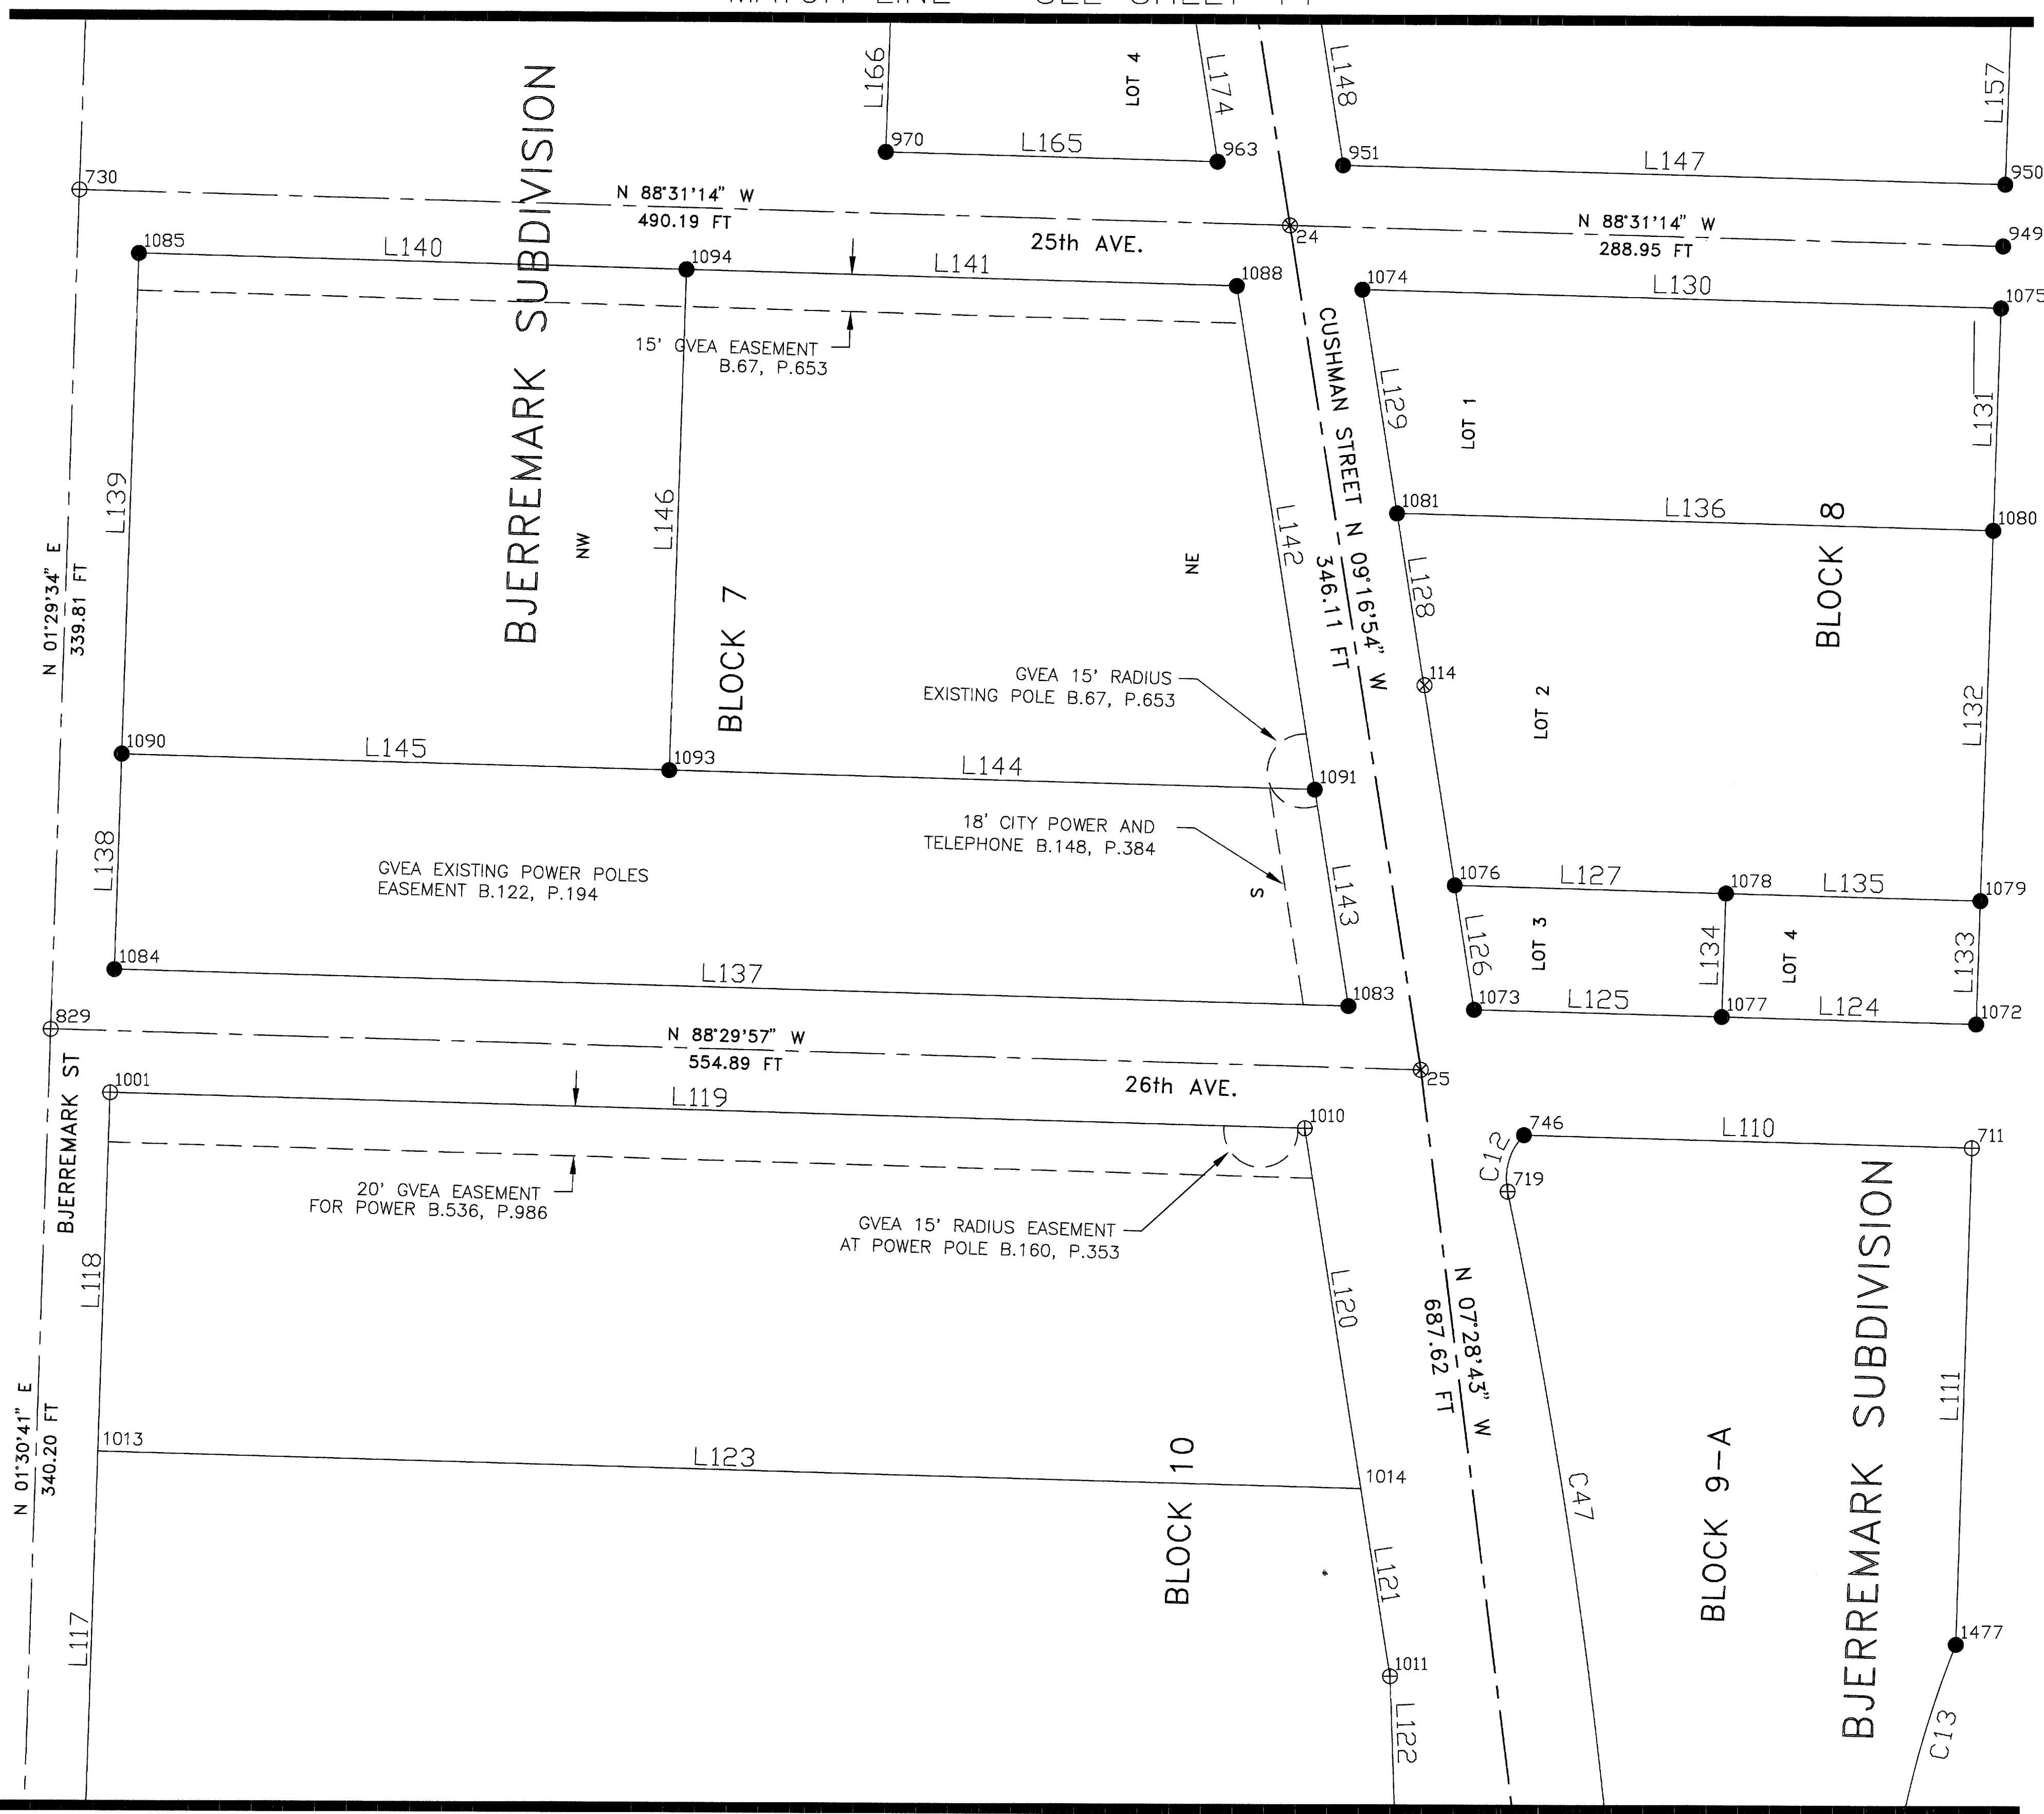 L166
LOT 4
L174
L148
L157
970
L165
963
951
L147
950
730
N 88°31'14" W
490.19 FT
25th AVE.
24
N 88°31'14" W
288.95 FT
949
1085
L140
1094
L141
1088
1074
L130
1075
15' GVEA EASEMENT
B.67, P.653
BJERREMARK SUBDIVISION
CUSHMAN STREET N 09°16'54" W
346.11 FT
L129
LOT 1
L131
L139
NW
L146
NE
L142
1081
L136
1080
N 01°29'34" E
339.81 FT
BLOCK 7
L128
BLOCK 8
114
LOT 2
L132
GVEA 15' RADIUS
EXISTING POLE B.67, P.653
1090
L145
1093
L144
1091
18' CITY POWER AND
TELEPHONE B.148, P.384
L138
GVEA EXISTING POWER POLES
EASEMENT B.122, P.194
S
L143
1076
L127
1078
L135
1079
L126
LOT 3
L134
LOT 4
L133
1084
L137
1083
1073
L125
1077
L124
1072
829
N 88°29'57" W
554.89 FT
26th AVE.
25
BJERREMARK ST
1001
L119
1010
746
L110
711
C12
719
20' GVEA EASEMENT
FOR POWER B.536, P.986
GVEA 15' RADIUS EASEMENT
AT POWER POLE B.160, P.353
L118
L120
N 07°28'43" W
687.62 FT
BJERREMARK SUBDIVISION
L111
N 01°30'41" E
340.20 FT
1013
L123
1014
BLOCK 10
C47
BLOCK 9-A
L121
L117
1011
L122
1477
C13